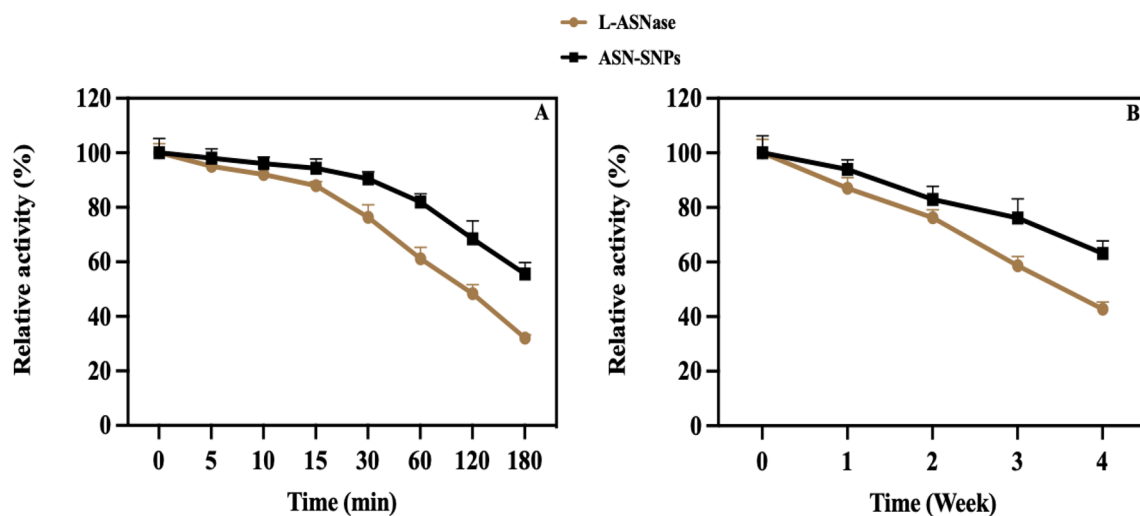 L-ASNase
ASN-SNPs
A
Relative activity (%)
120
100
80
60
40
20
0
0 5 10 15 30 60 120 180
Time (min)
B
Relative activity (%)
120
100
80
60
40
20
0
0 1 2 3 4
Time (Week)